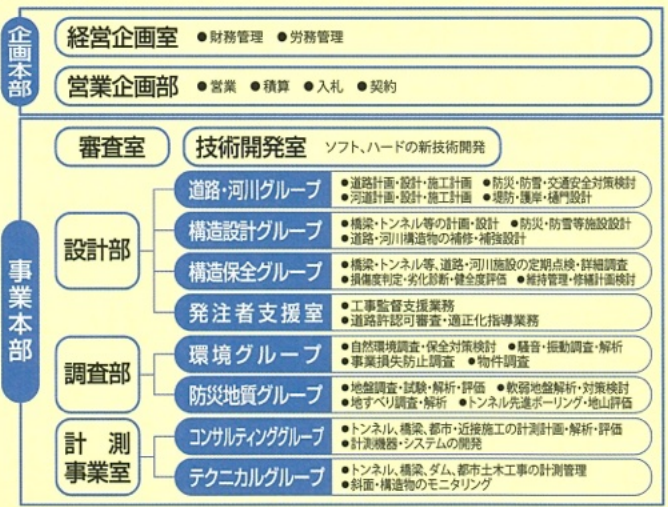 企画本部
経営企画室 ●財務管理 ●労務管理
営業企画部 ●営業 ●積算 ●入札 ●契約
事業本部
審査室
技術開発室 ソフト、ハードの新技術開発
設計部
道路・河川グループ
●道路計画・設計・施工計画 ●防災・防雪・交通安全対策検討
●河道計画・設計・施工計画 ●堤防・護岸・樋門設計
構造設計グループ
●橋梁・トンネル等の計画・設計 ●防災・防雪等施設設計
●道路・河川構造物の補修・補強設計
構造保全グループ
●橋梁・トンネル等、道路・河川施設の定期点検・詳細調査
●損傷度判定・劣化診断・健全度評価 ●維持管理・修繕計画検討
発注者支援室
●工事監督支援業務
●道路許認可審査・適正化指導業務
調査部
環境グループ
●自然環境調査・保全対策検討 ●騒音・振動調査・解析
●事業損失防止調査 ●物件調査
防災地質グループ
●地盤調査・試験・解析・評価 ●軟弱地盤解析・対策検討
●地すべり調査・解析 ●トンネル先進ボーリング・地山評価
計測
事業室
コンサルティンググループ
●トンネル、橋梁、都市・近接施工の計測計画・解析・評価
●計測機器・システムの開発
テクニカルグループ
●トンネル、橋梁、ダム、都市土木工事の計測管理
●斜面・構造物のモニタリング